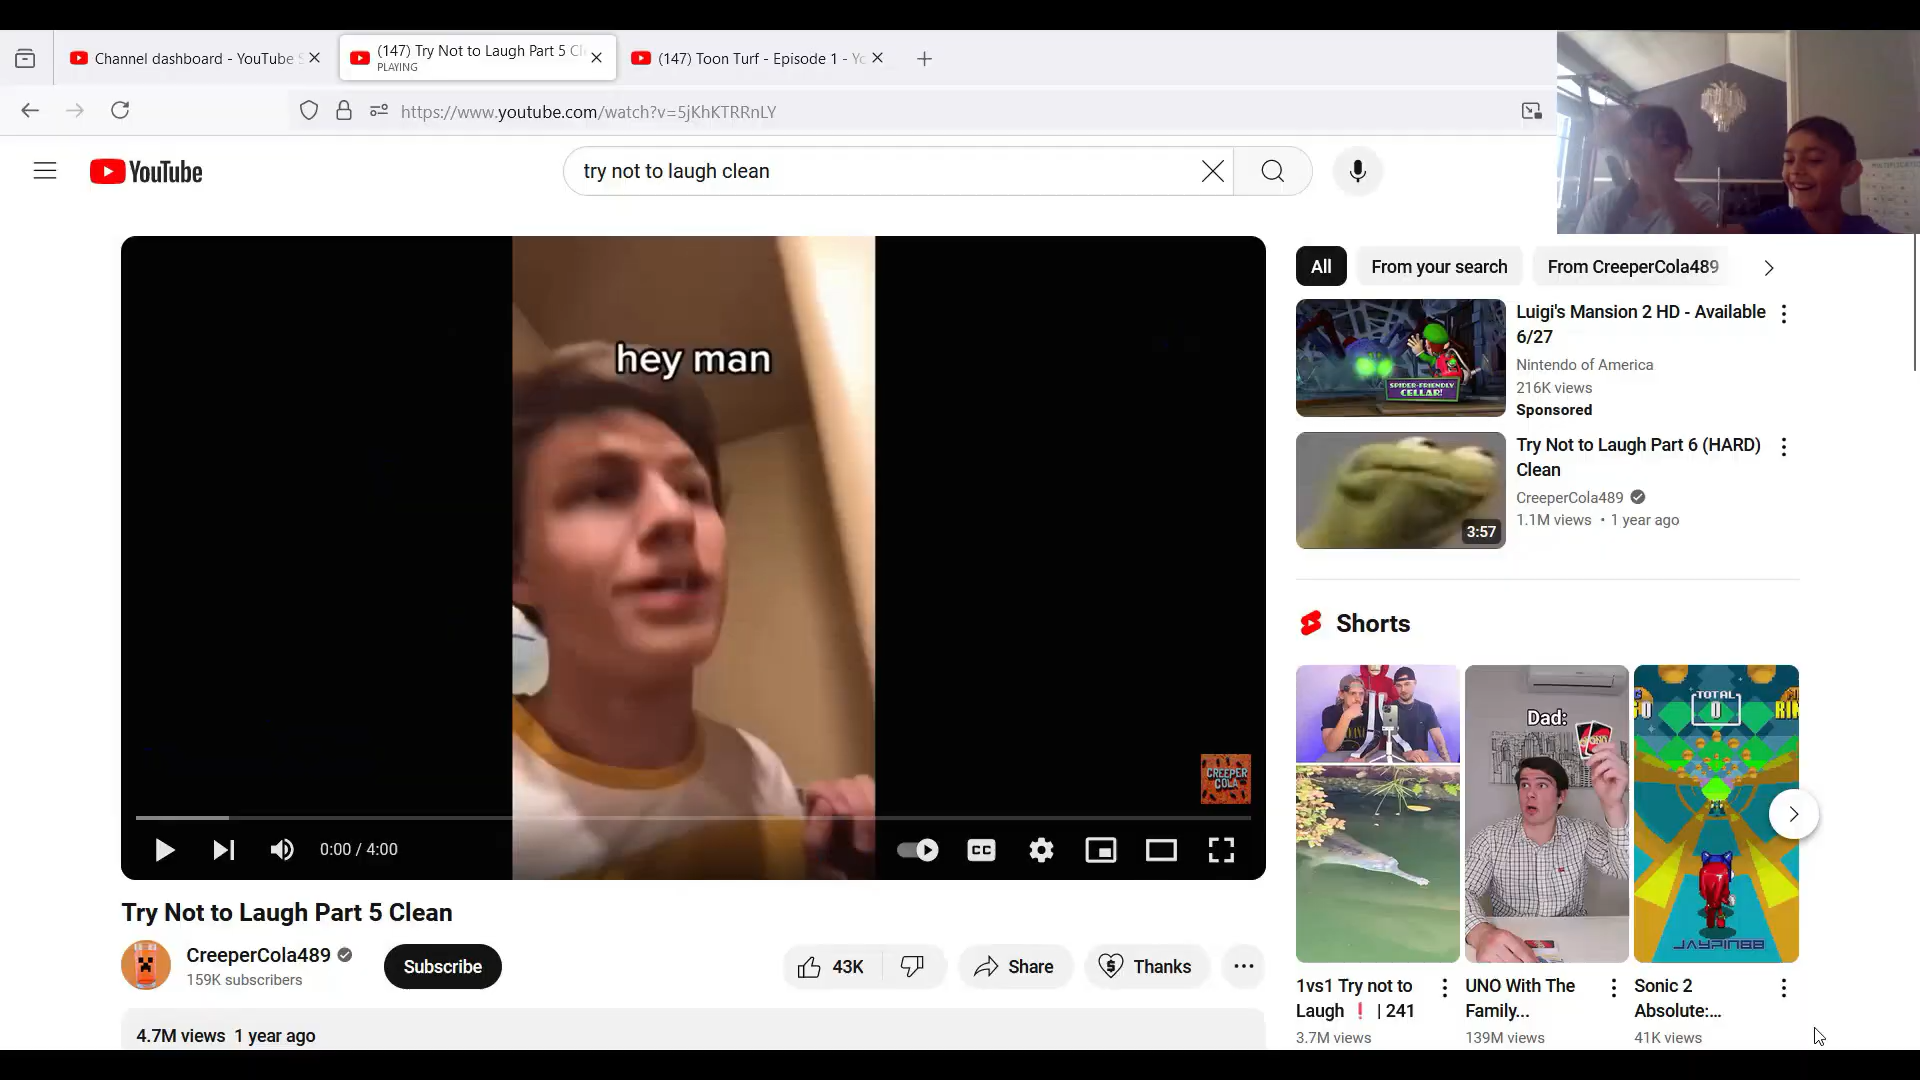 Channel dashboard - YouTube S
(147) Try Not to Laugh Part 5 Cle
PLAYING
(147) Toon Turf - Episode 1 - Yo
https://www.youtube.com/watch?v=5jKhKTRRnLY
YouTube
try not to laugh clean
hey man
CREEPER
COLA
0:00 / 4:00
CC
Try Not to Laugh Part 5 Clean
CreeperCola489
159K subscribers
Subscribe
43K
Share
Thanks
4.7M views 1 year ago
All
From your search
From CreeperCola489
SPIDER-FRIENDLY
CELLAR!
Luigi's Mansion 2 HD - Available
6/27
Nintendo of America
216K views
Sponsored
3:57
Try Not to Laugh Part 6 (HARD)
Clean
CreeperCola489
1.1M views • 1 year ago
Shorts
1vs1 Try not to
Laugh ❗ | 241
3.7M views
Dad:
UNO With The
Family...
139M views
TOTAL
0
JAYPIN88
Sonic 2
Absolute:...
41K views